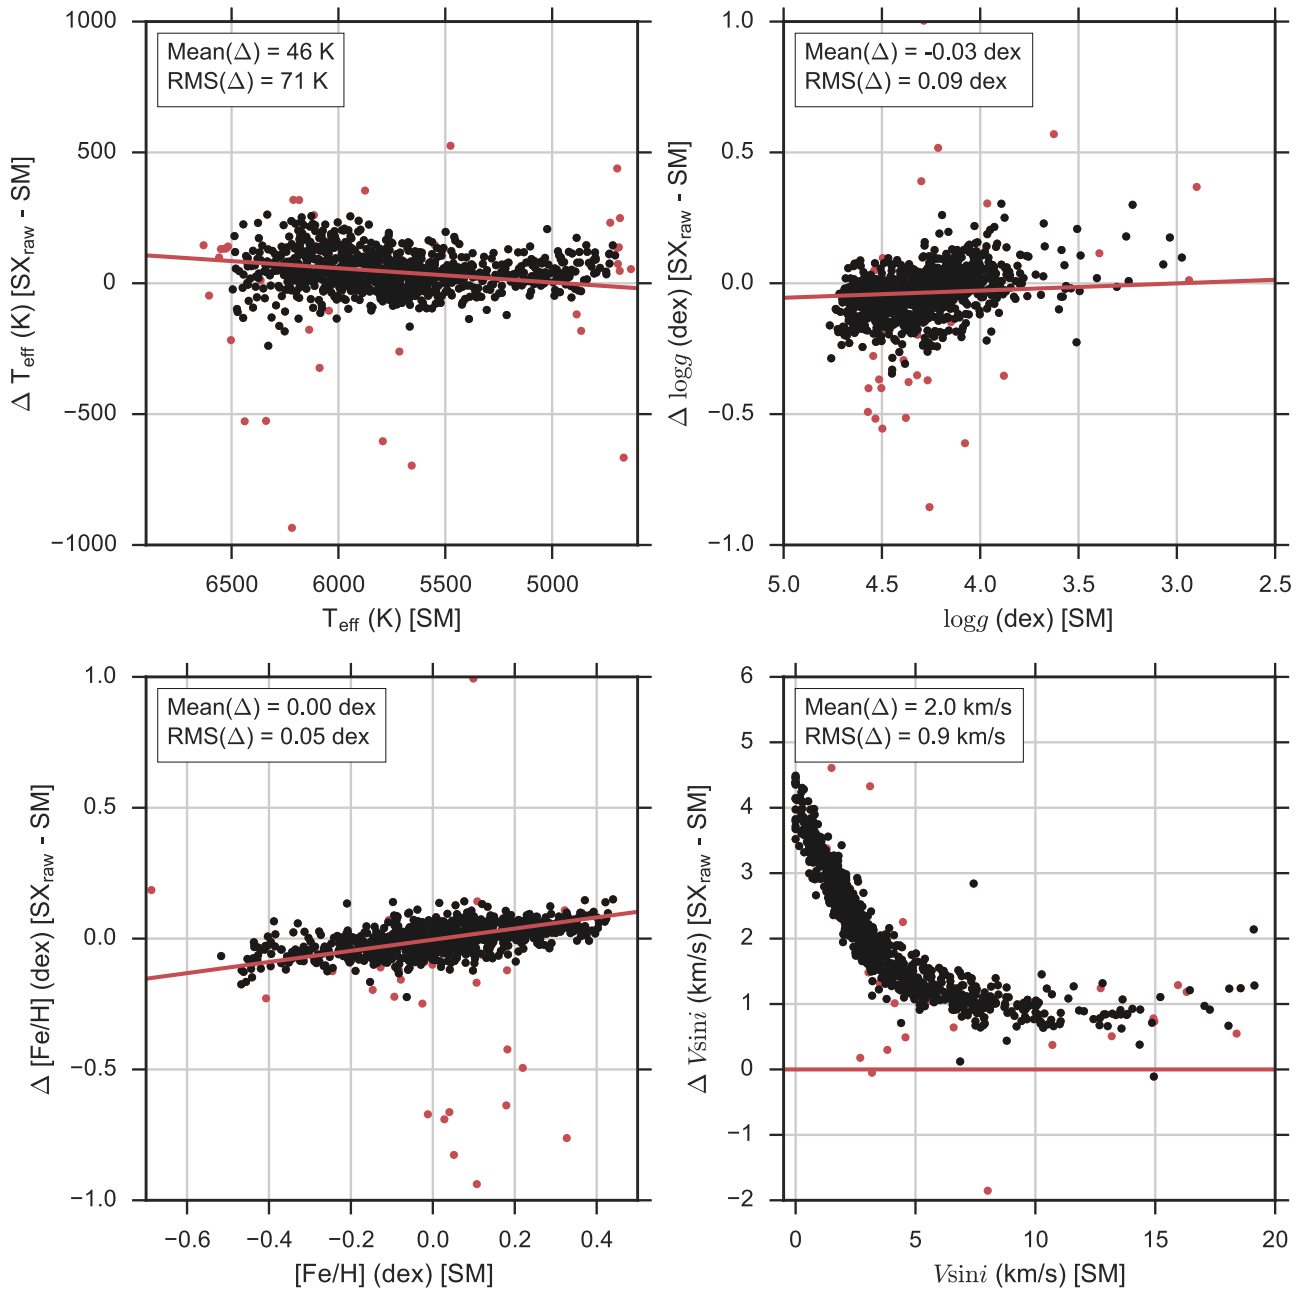 1000
500
0
−500
−1000
Δ T_eff (K) [SX_raw - SM]
Mean(Δ) = 46 K
RMS(Δ) = 71 K
6500 6000 5500 5000
T_eff (K) [SM]
1.0
0.5
0.0
−0.5
−1.0
Δ log g (dex) [SX_raw - SM]
Mean(Δ) = -0.03 dex
RMS(Δ) = 0.09 dex
5.0 4.5 4.0 3.5 3.0 2.5
log g (dex) [SM]
1.0
0.5
0.0
−0.5
−1.0
Δ [Fe/H] (dex) [SX_raw - SM]
Mean(Δ) = 0.00 dex
RMS(Δ) = 0.05 dex
−0.6 −0.4 −0.2 0.0 0.2 0.4
[Fe/H] (dex) [SM]
6
5
4
3
2
1
0
−1
−2
Δ Vsini (km/s) [SX_raw - SM]
Mean(Δ) = 2.0 km/s
RMS(Δ) = 0.9 km/s
0 5 10 15 20
Vsini (km/s) [SM]